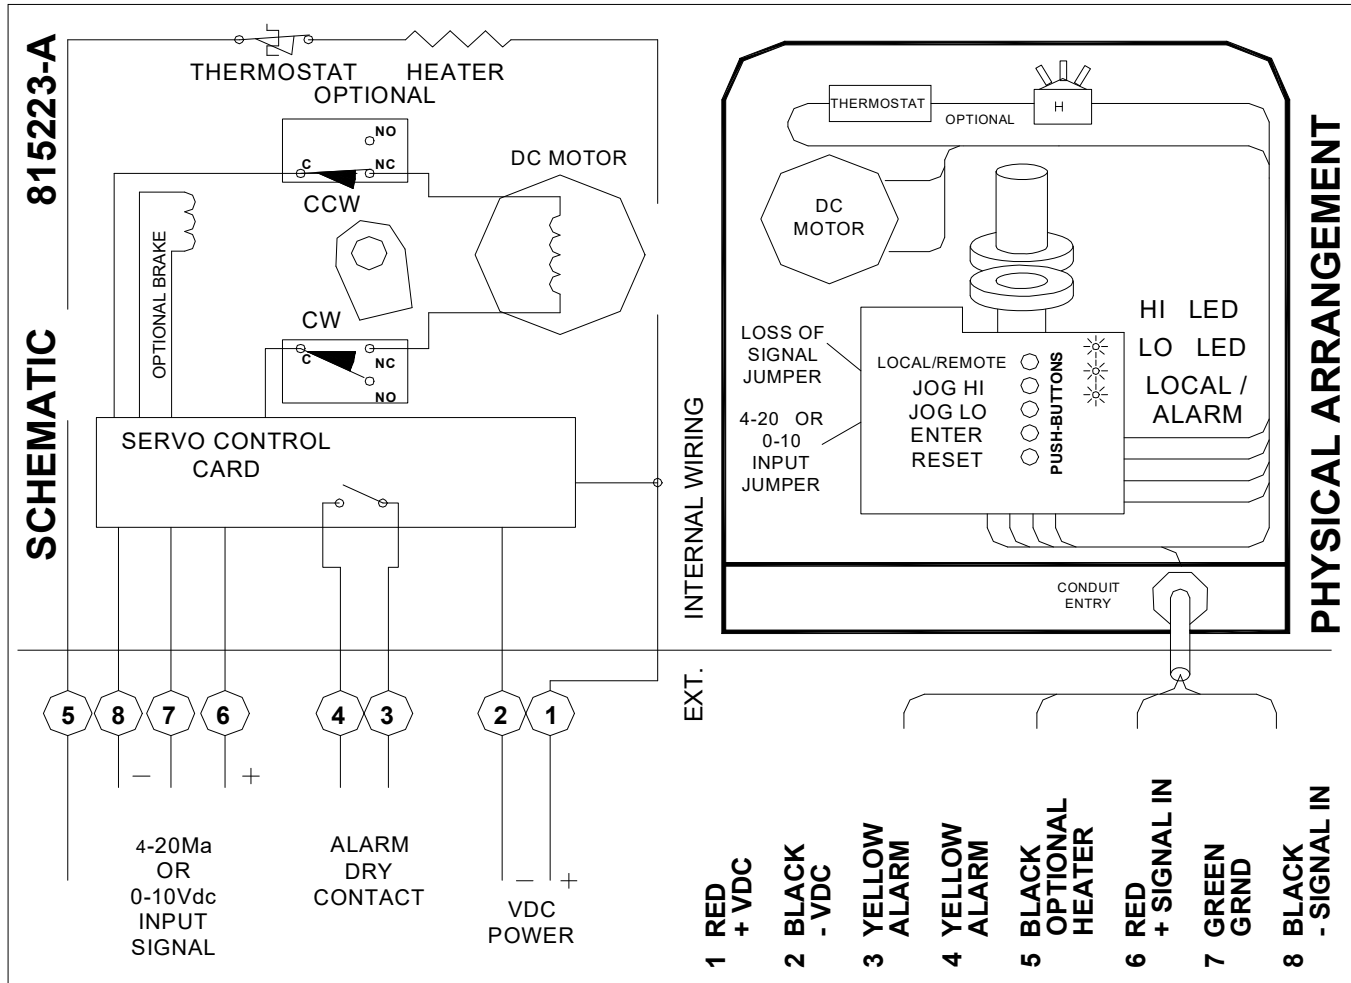 815223-A
SCHEMATIC
THERMOSTAT
HEATER
OPTIONAL
NO
C
NC
CCW
DC MOTOR
OPTIONAL BRAKE
CW
C
NC
NO
SERVO CONTROL
CARD
5
8
7
6
4
3
2
1
– +
4-20Ma
OR
0-10Vdc
INPUT
SIGNAL
ALARM
DRY
CONTACT
– +
VDC
POWER
INTERNAL WIRING
EXT.
PHYSICAL ARRANGEMENT
THERMOSTAT
OPTIONAL
H
DC
MOTOR
LOSS OF
SIGNAL
JUMPER
4-20 OR
0-10
INPUT
JUMPER
LOCAL/REMOTE
JOG HI
JOG LO
ENTER
RESET
PUSH-BUTTONS
HI LED
LO LED
LOCAL /
ALARM
CONDUIT
ENTRY
1 RED
+ VDC
2 BLACK
- VDC
3 YELLOW
ALARM
4 YELLOW
ALARM
5 BLACK
OPTIONAL
HEATER
6 RED
+ SIGNAL IN
7 GREEN
GRND
8 BLACK
- SIGNAL IN